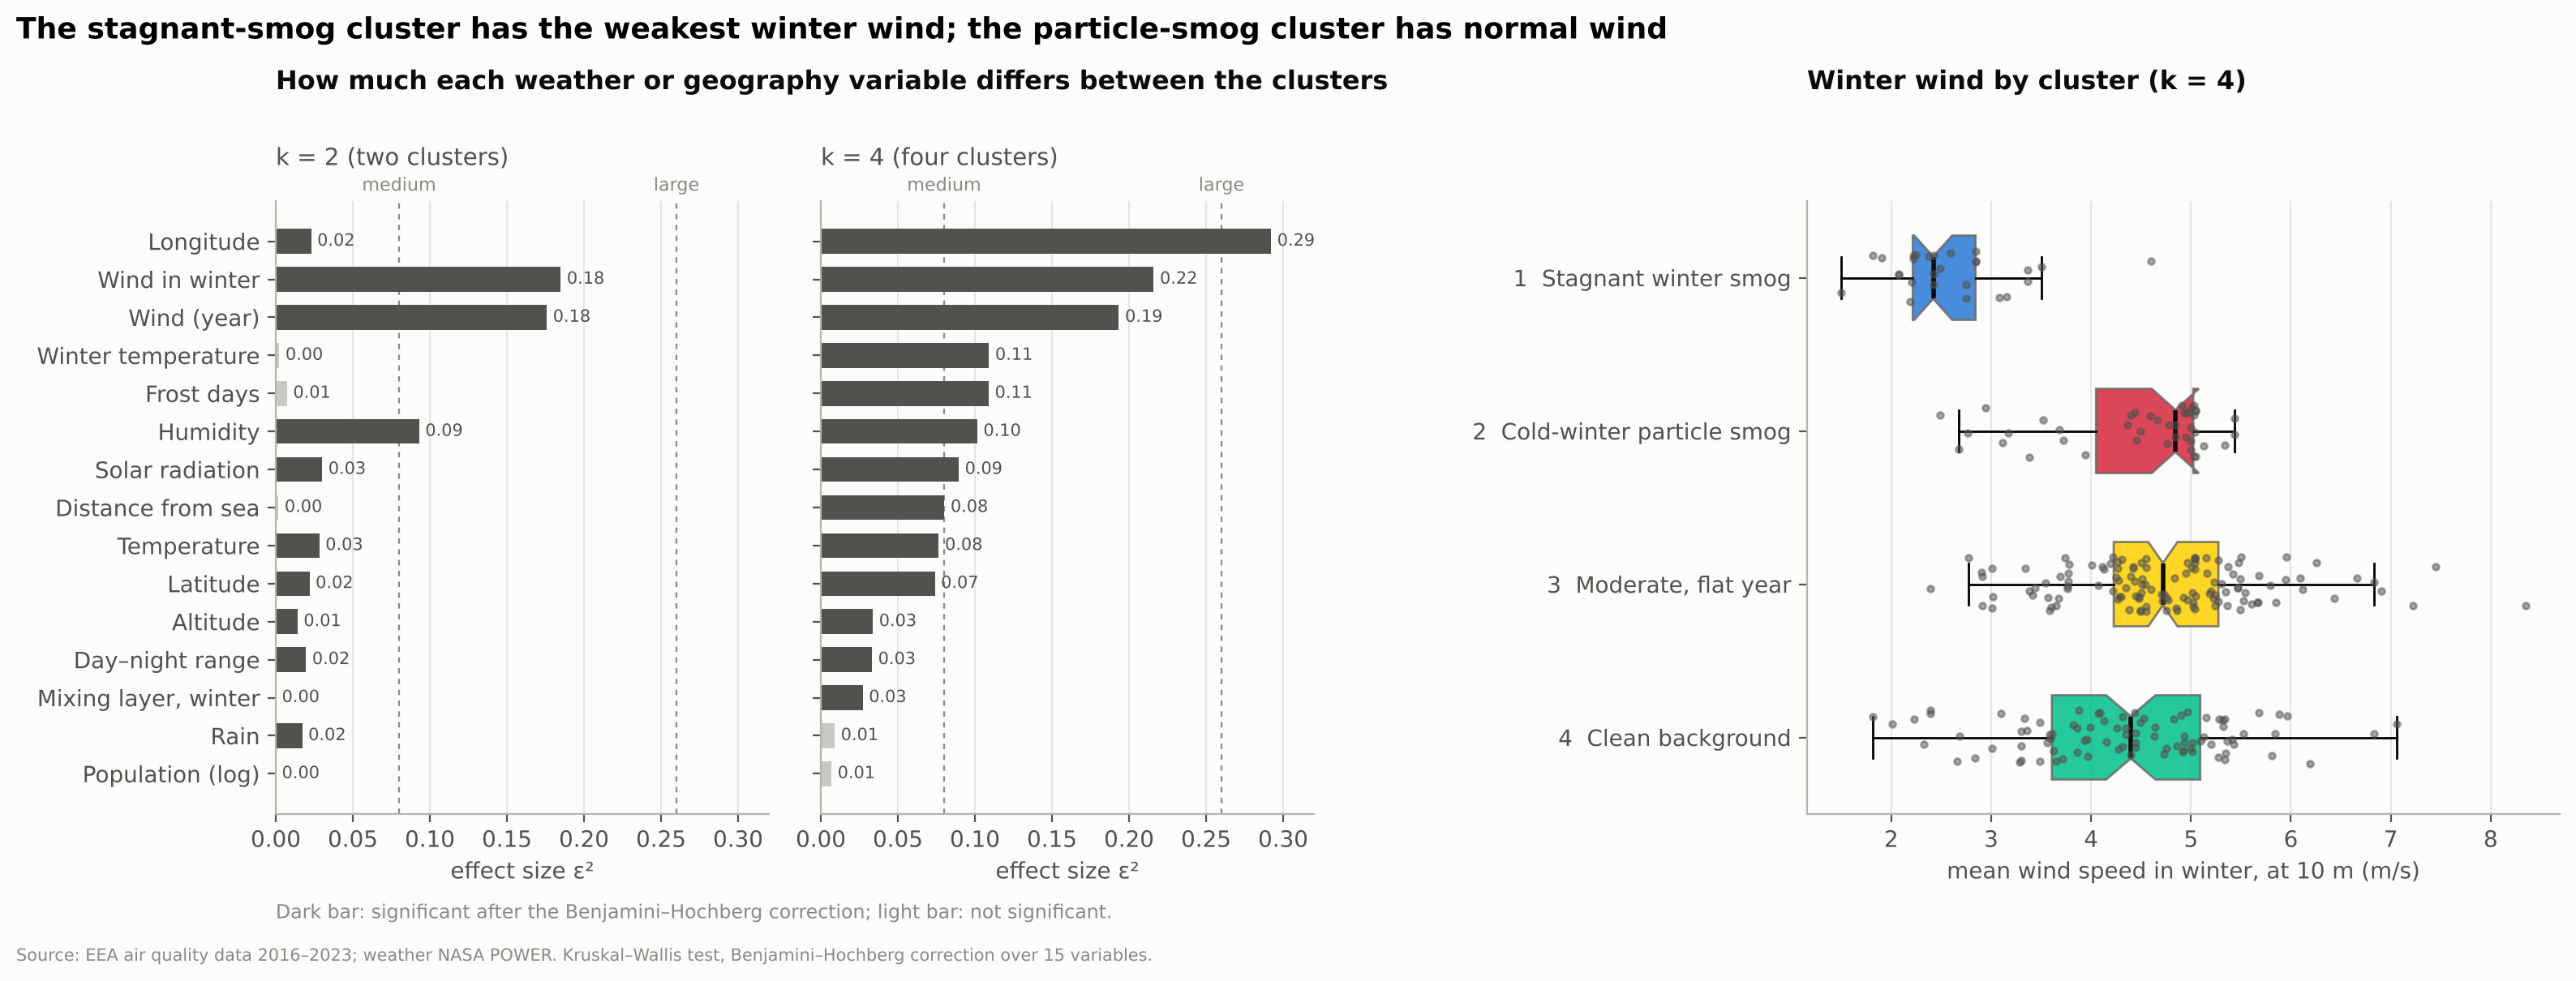 The stagnant-smog cluster has the weakest winter wind; the particle-smog cluster has normal wind
How much each weather or geography variable differs between the clusters
k = 2 (two clusters)
medium
large
Longitude
Wind in winter
Wind (year)
Winter temperature
Frost days
Humidity
Solar radiation
Distance from sea
Temperature
Latitude
Altitude
Day–night range
Mixing layer, winter
Rain
Population (log)
0.02
0.18
0.18
0.00
0.01
0.09
0.03
0.00
0.03
0.02
0.01
0.02
0.00
0.02
0.00
0.00 0.05 0.10 0.15 0.20 0.25 0.30
effect size ε²
k = 4 (four clusters)
medium
large
0.29
0.22
0.19
0.11
0.11
0.10
0.09
0.08
0.08
0.07
0.03
0.03
0.03
0.01
0.01
0.00 0.05 0.10 0.15 0.20 0.25 0.30
effect size ε²
Dark bar: significant after the Benjamini–Hochberg correction; light bar: not significant.
Winter wind by cluster (k = 4)
1 Stagnant winter smog
2 Cold-winter particle smog
3 Moderate, flat year
4 Clean background
2 3 4 5 6 7 8
mean wind speed in winter, at 10 m (m/s)
Source: EEA air quality data 2016–2023; weather NASA POWER. Kruskal–Wallis test, Benjamini–Hochberg correction over 15 variables.